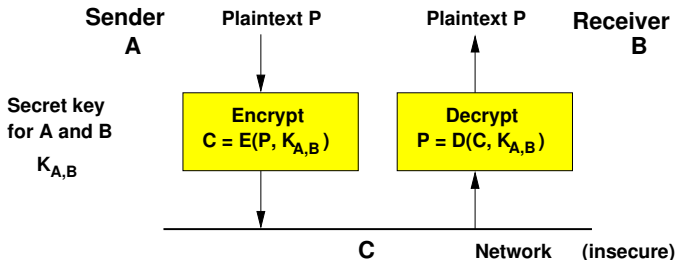 Sender
A
Plaintext P
Plaintext P
Receiver
B
Secret key
for A and B
K_A,B
Encrypt
C = E(P, K_A,B)
Decrypt
P = D(C, K_A,B)
C
Network
(insecure)